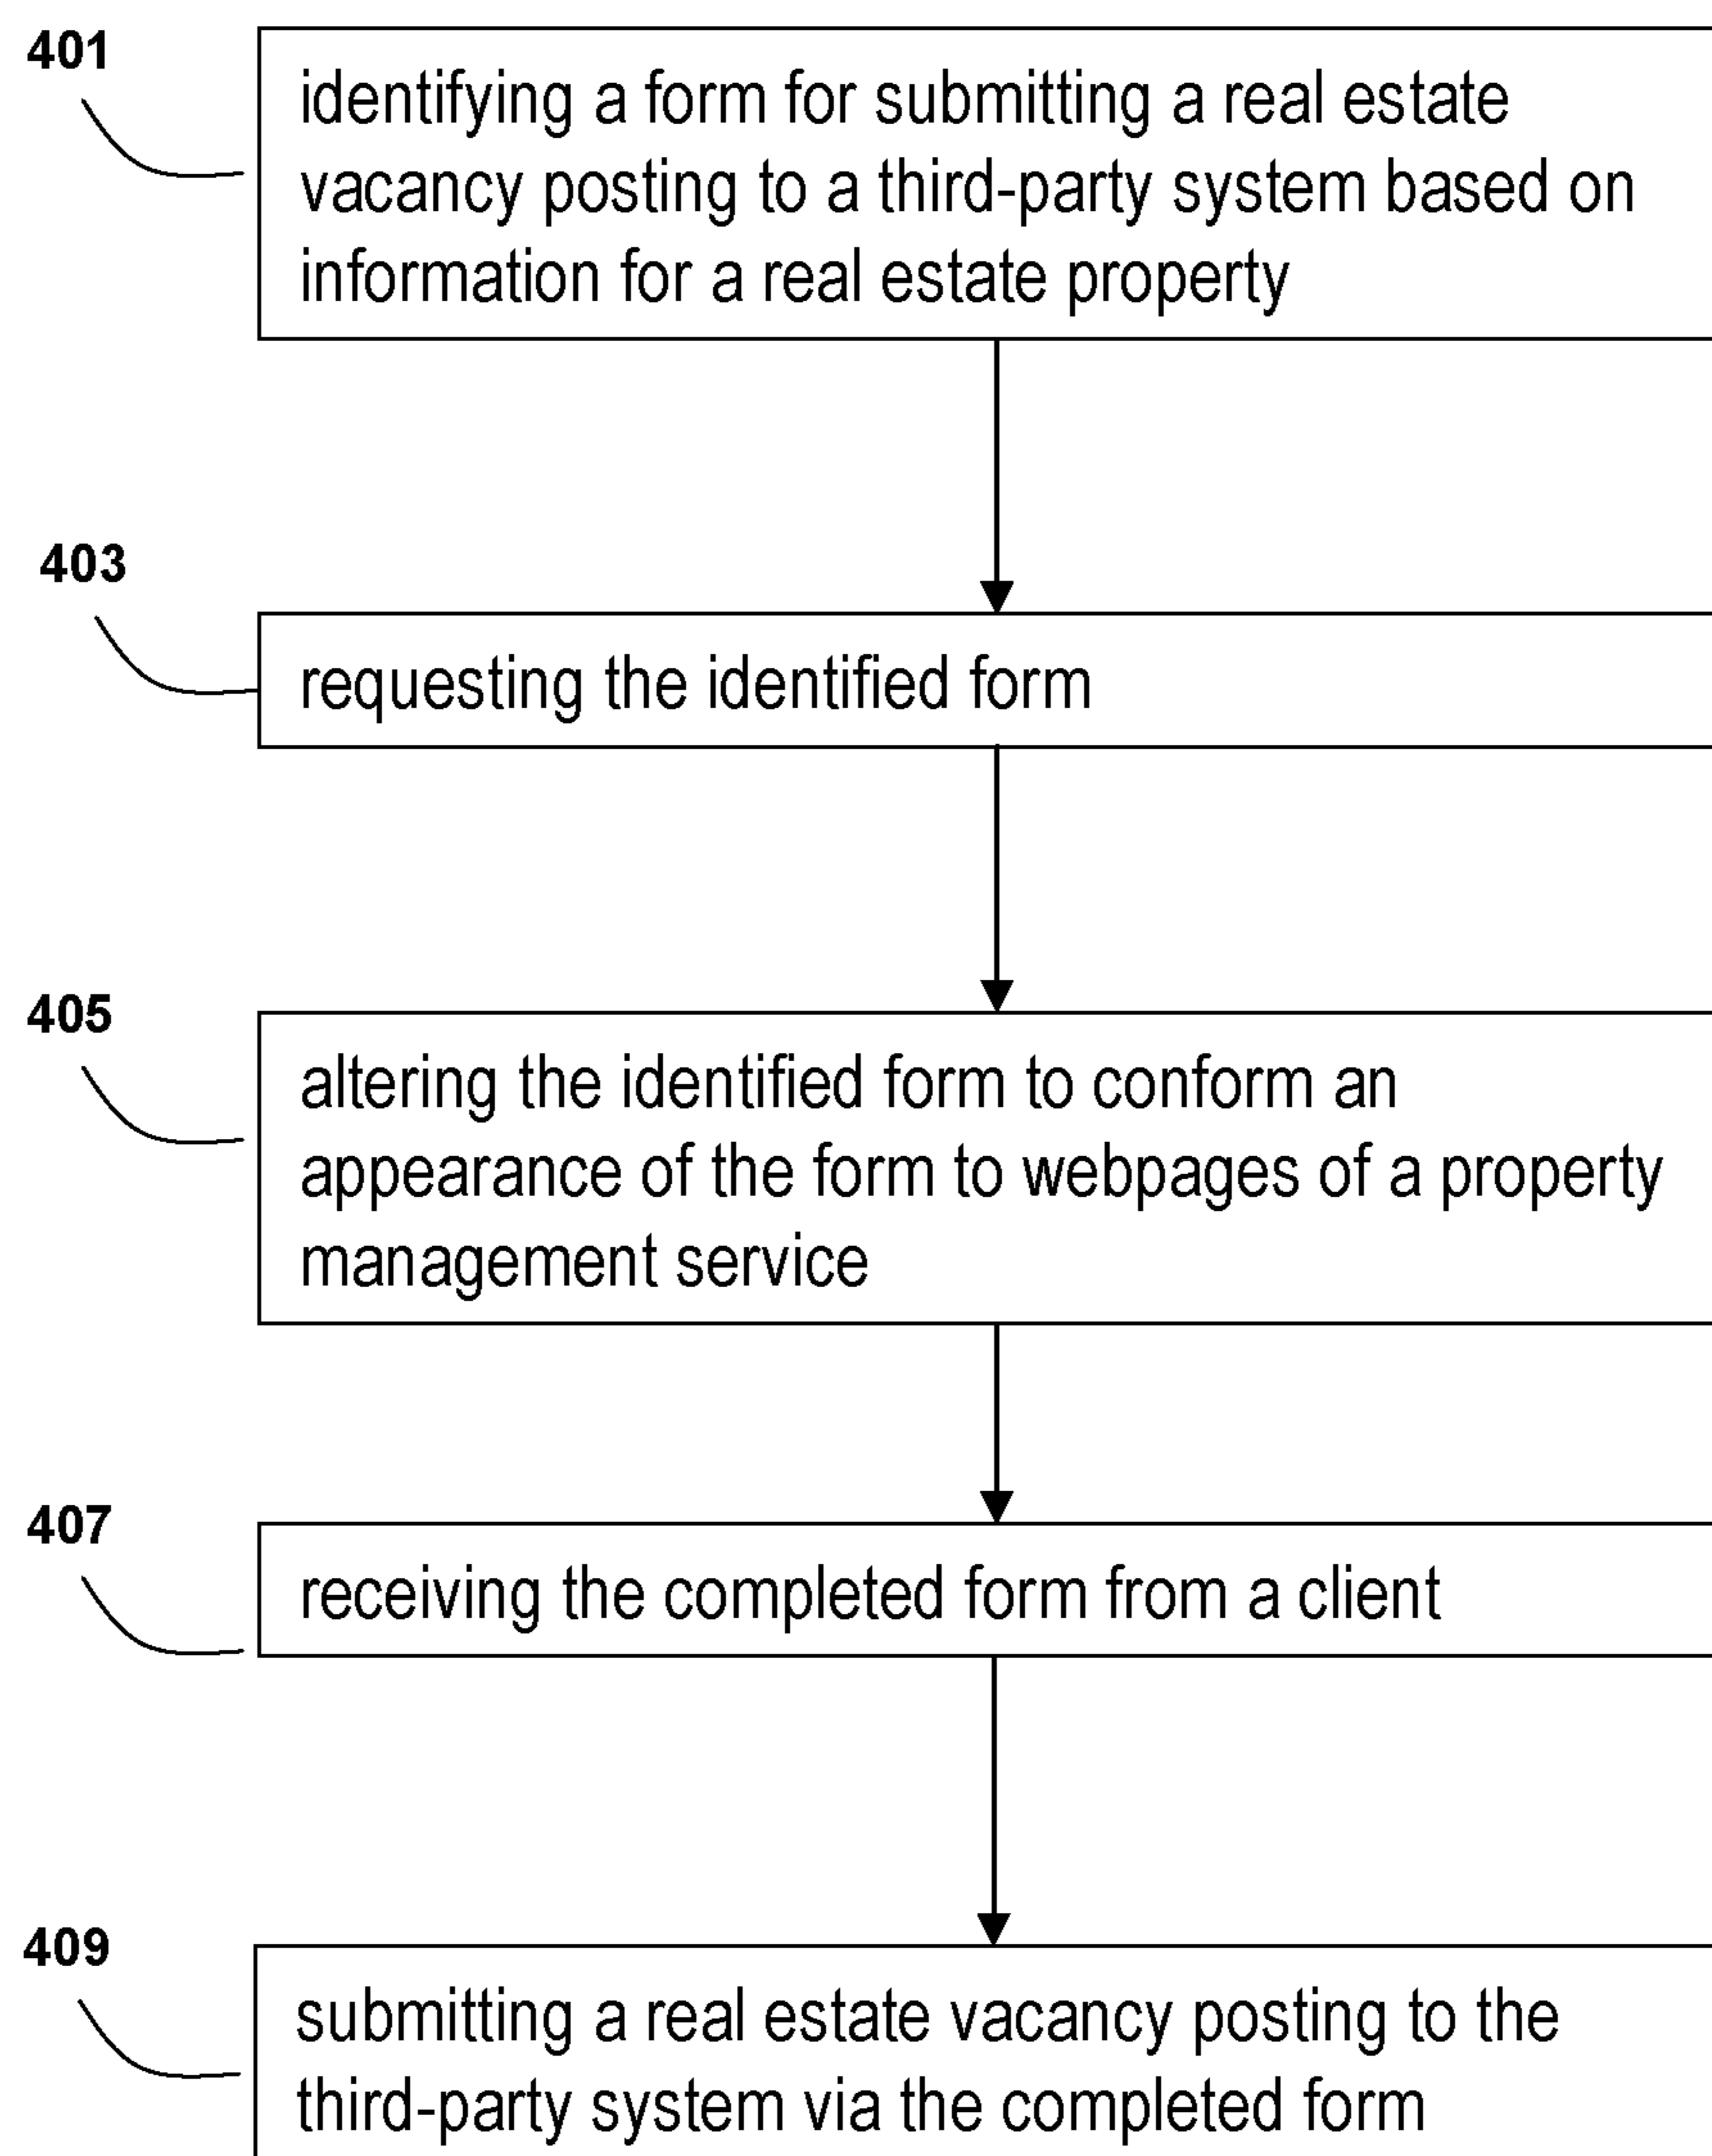 401
identifying a form for submitting a real estate
vacancy posting to a third-party system based on
information for a real estate property
403
requesting the identified form
405
altering the identified form to conform an
appearance of the form to webpages of a property
management service
407
receiving the completed form from a client
409
submitting a real estate vacancy posting to the
third-party system via the completed form